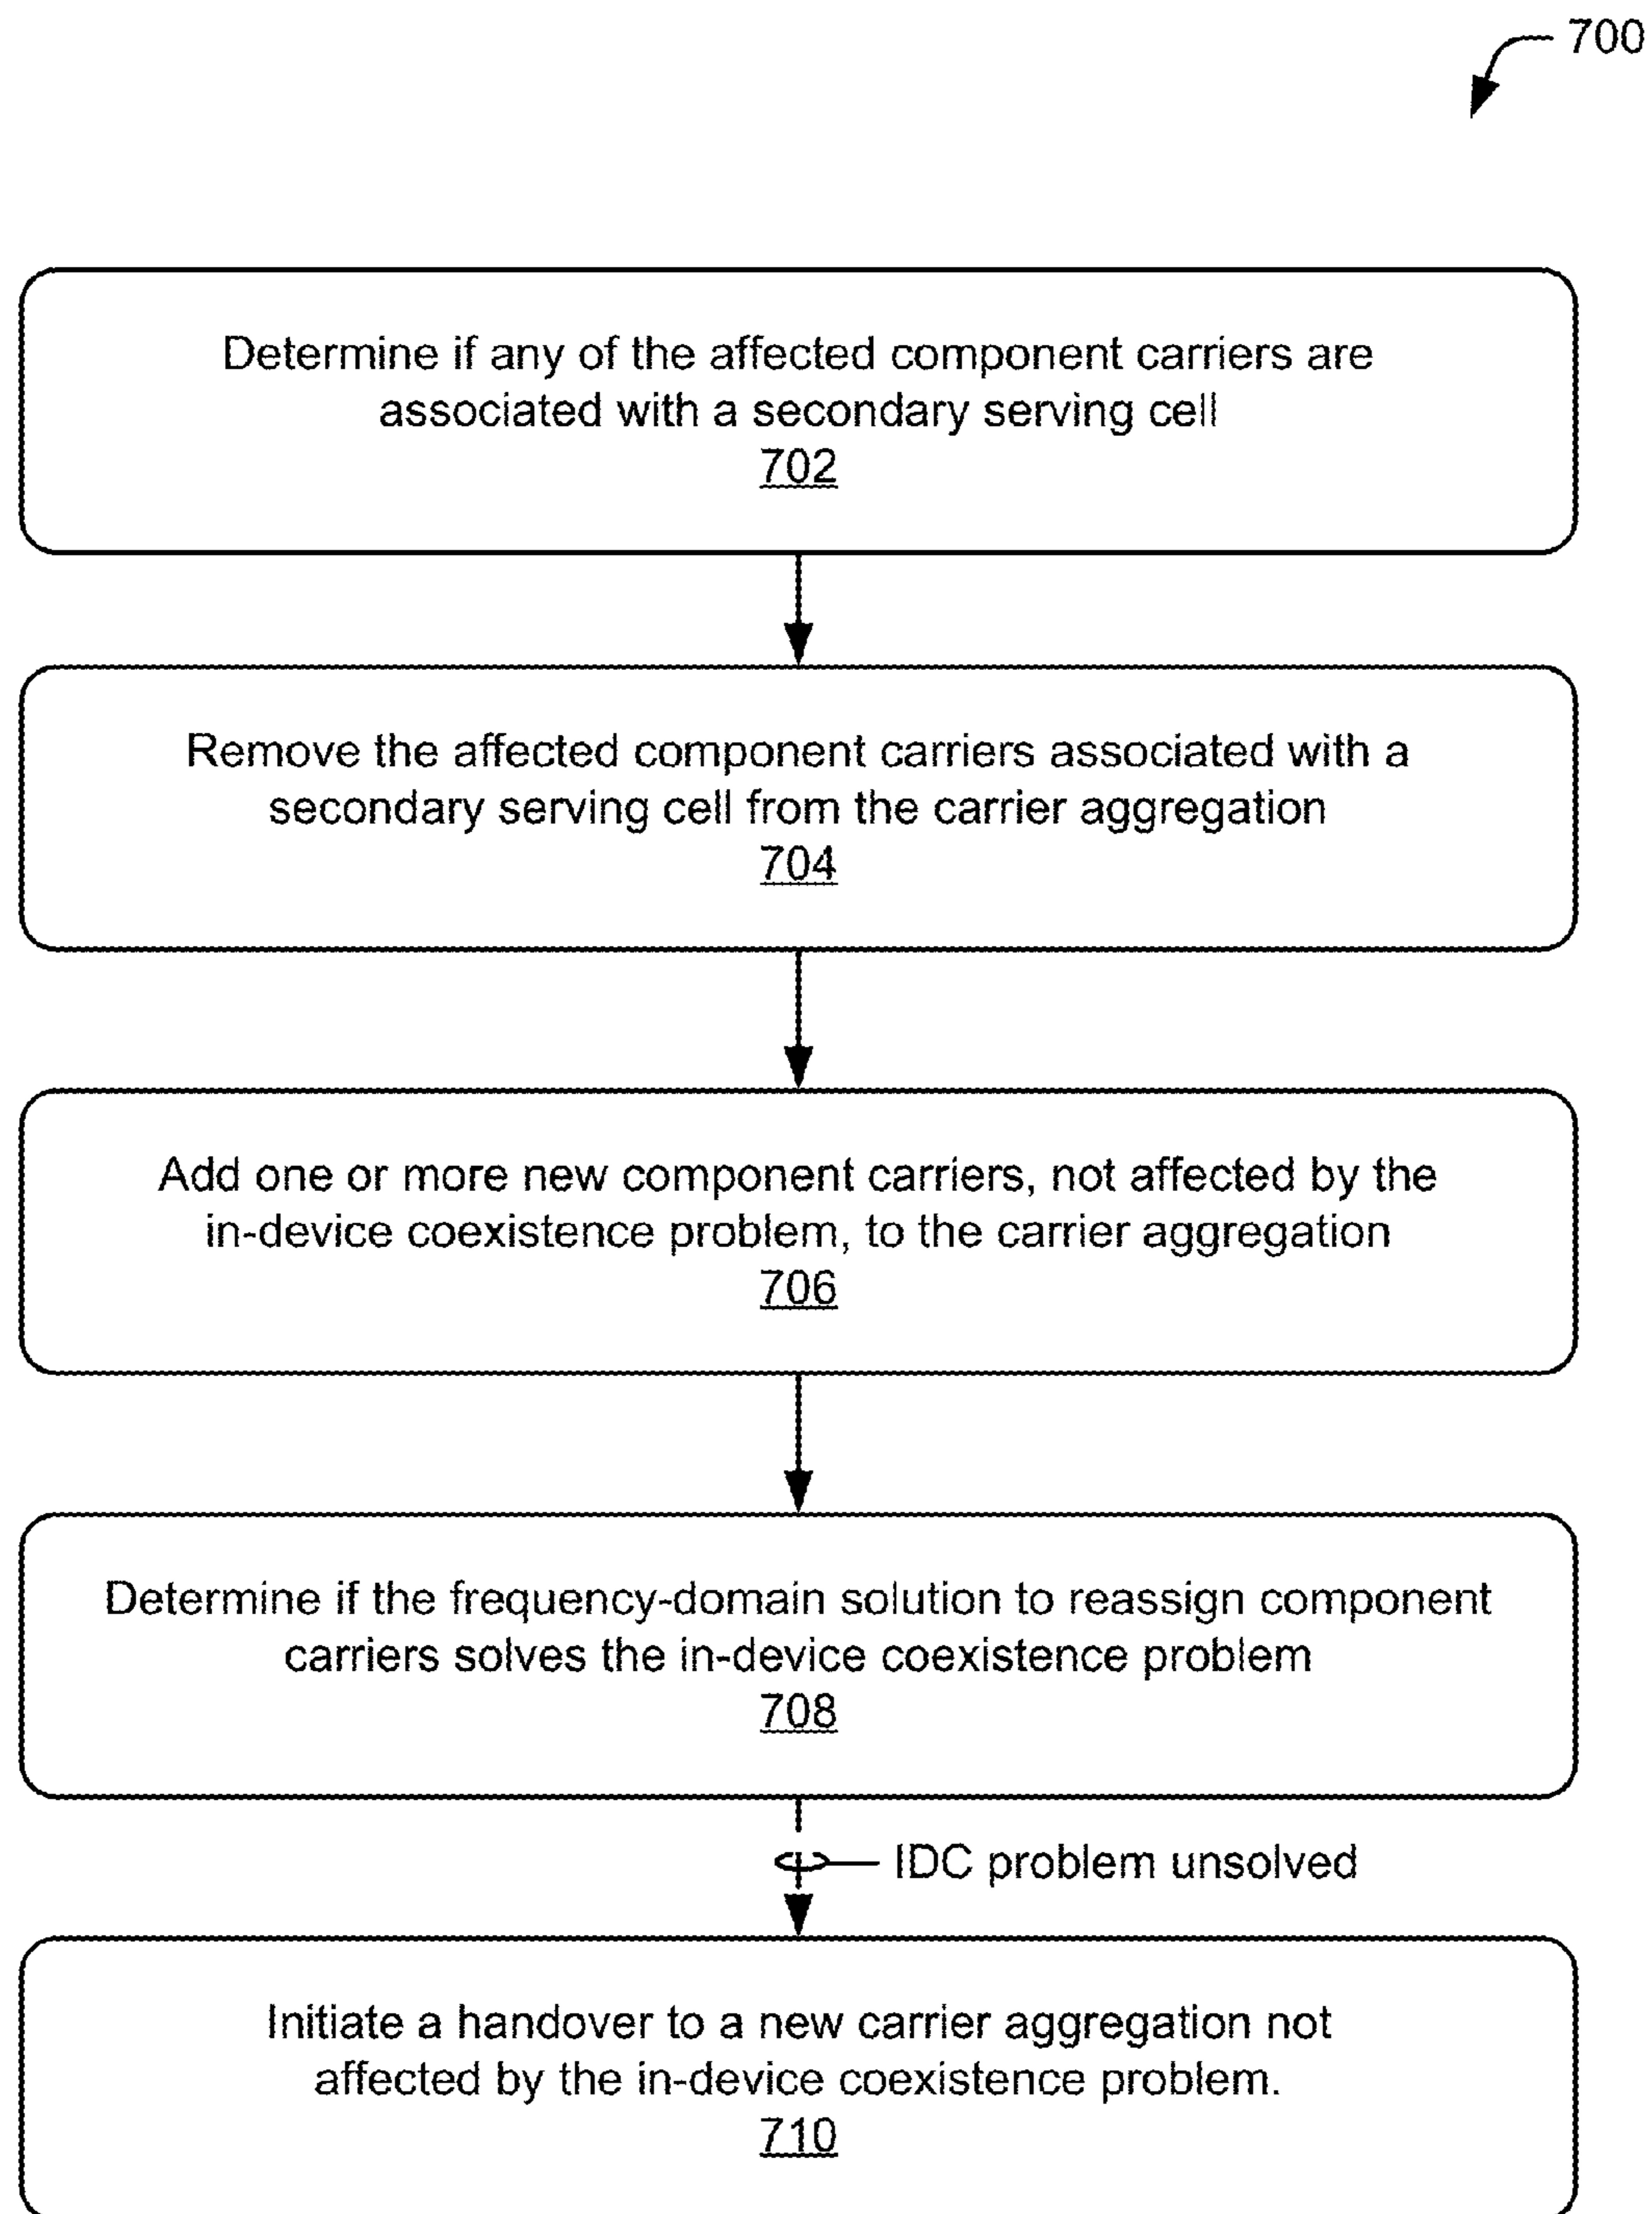 700
Determine if any of the affected component carriers are
associated with a secondary serving cell
702
Remove the affected component carriers associated with a
secondary serving cell from the carrier aggregation
704
Add one or more new component carriers, not affected by the
in-device coexistence problem, to the carrier aggregation
706
Determine if the frequency-domain solution to reassign component
carriers solves the in-device coexistence problem
708
IDC problem unsolved
Initiate a handover to a new carrier aggregation not
affected by the in-device coexistence problem.
710